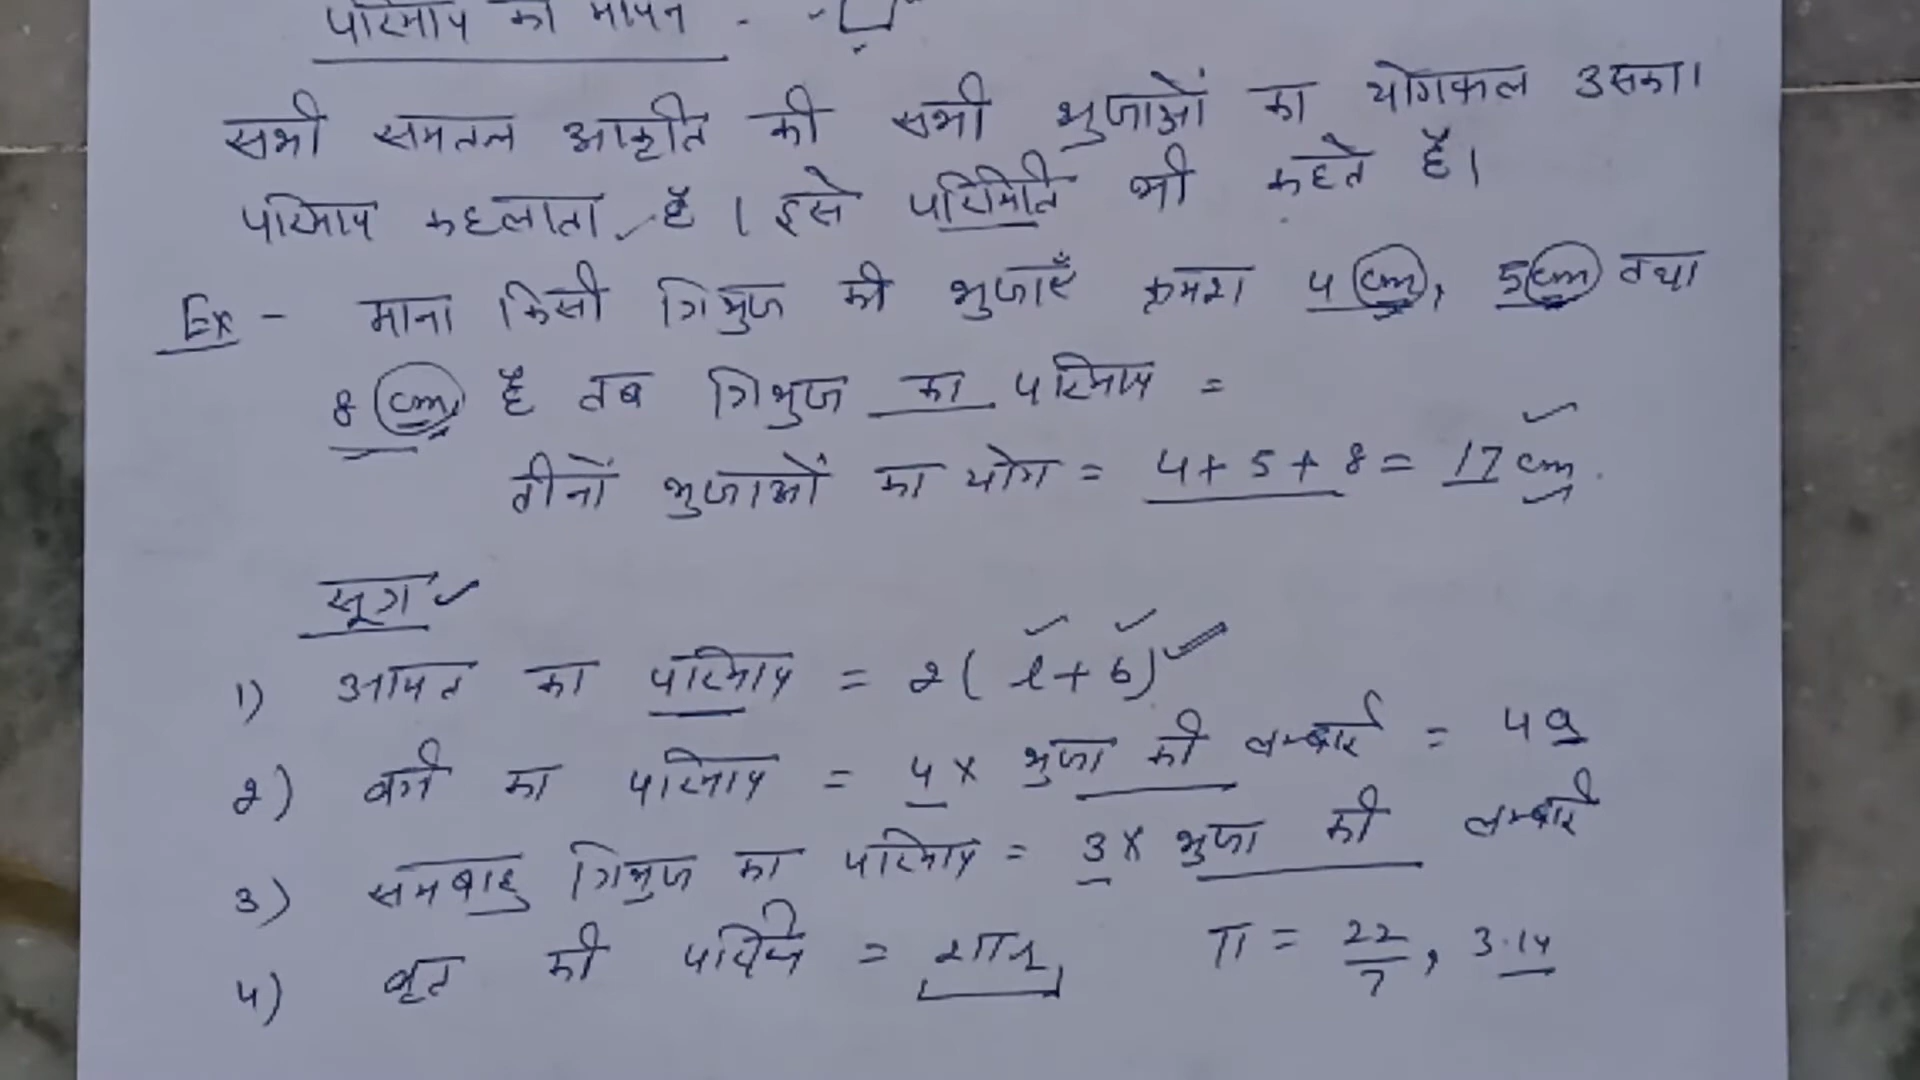 परिमाप का मापन -
सभी समतल आकृति की सभी भुजाओं का योगफल उसका
परिमाप कहलाता है । इसे परिमिति भी कहते है।
Ex - माना किसी त्रिभुज की भुजाएँ क्रमश 4 cm, 5 cm तथा
8 cm है तब त्रिभुज का परिमाप =
तीनों भुजाओं का योग = 4 + 5 + 8 = 17 cm.
सूत्र
1) आयत का परिमाप = 2 ( l + b )
2) वर्ग का परिमाप = 4 x भुजा की लम्बाई = 4a
3) समबाहु त्रिभुज का परिमाप = 3 x भुजा की लम्बाई
4) वृत की परिधि = 2πr, π = 22/7, 3.14